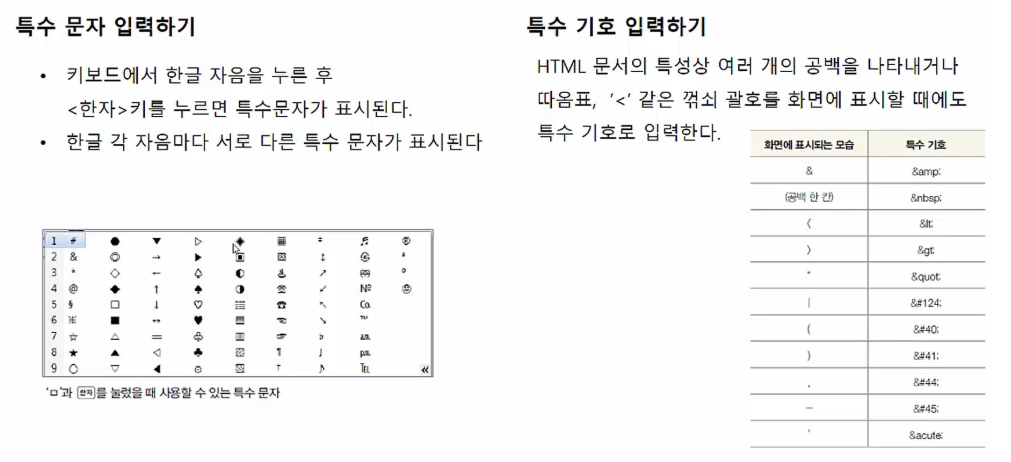 특수 문자 입력하기
• 키보드에서 한글 자음을 누른 후
<한자>키를 누르면 특수문자가 표시된다.
• 한글 각 자음마다 서로 다른 특수 문자가 표시된다
1 # ● ▼ ▷ ◈ ▦ ♬ ㉿
2 & ◎ → ▶ ▣ ▩ ↕ ㉿ ª
3 * ◇ ← ♤ ◐ ♨ ↗ º
4 @ ◆ ↑ ♠ ◑ ☏ ↙ №
5 § □ ↓ ♡ ▤ ☎ ↖ ㏇
6 ※ ■ ↔ ♥ ▥ ☜ ↘ ™
7 ☆ △ 〓 ♧ ☞ ♭ ㏂
8 ★ ▲ ◁ ♣ ▨ ¶ ♩ ㏘
9 ○ ▽ ◀ ⊙ ▧ † ♪ ℡ «
'ㅁ'과 한자를 눌렀을 때 사용할 수 있는 특수 문자
특수 기호 입력하기
HTML 문서의 특성상 여러 개의 공백을 나타내거나
따옴표, '<' 같은 꺾쇠 괄호를 화면에 표시할 때에도
특수 기호로 입력한다.
화면에 표시되는 모습 특수 기호
& &amp;
(공백 한 칸) &nbsp;
〈 &lt;
〉 &gt;
" &quot;
| &#124;
( &#40;
) &#41;
, &#44;
– &#45;
` &acute;